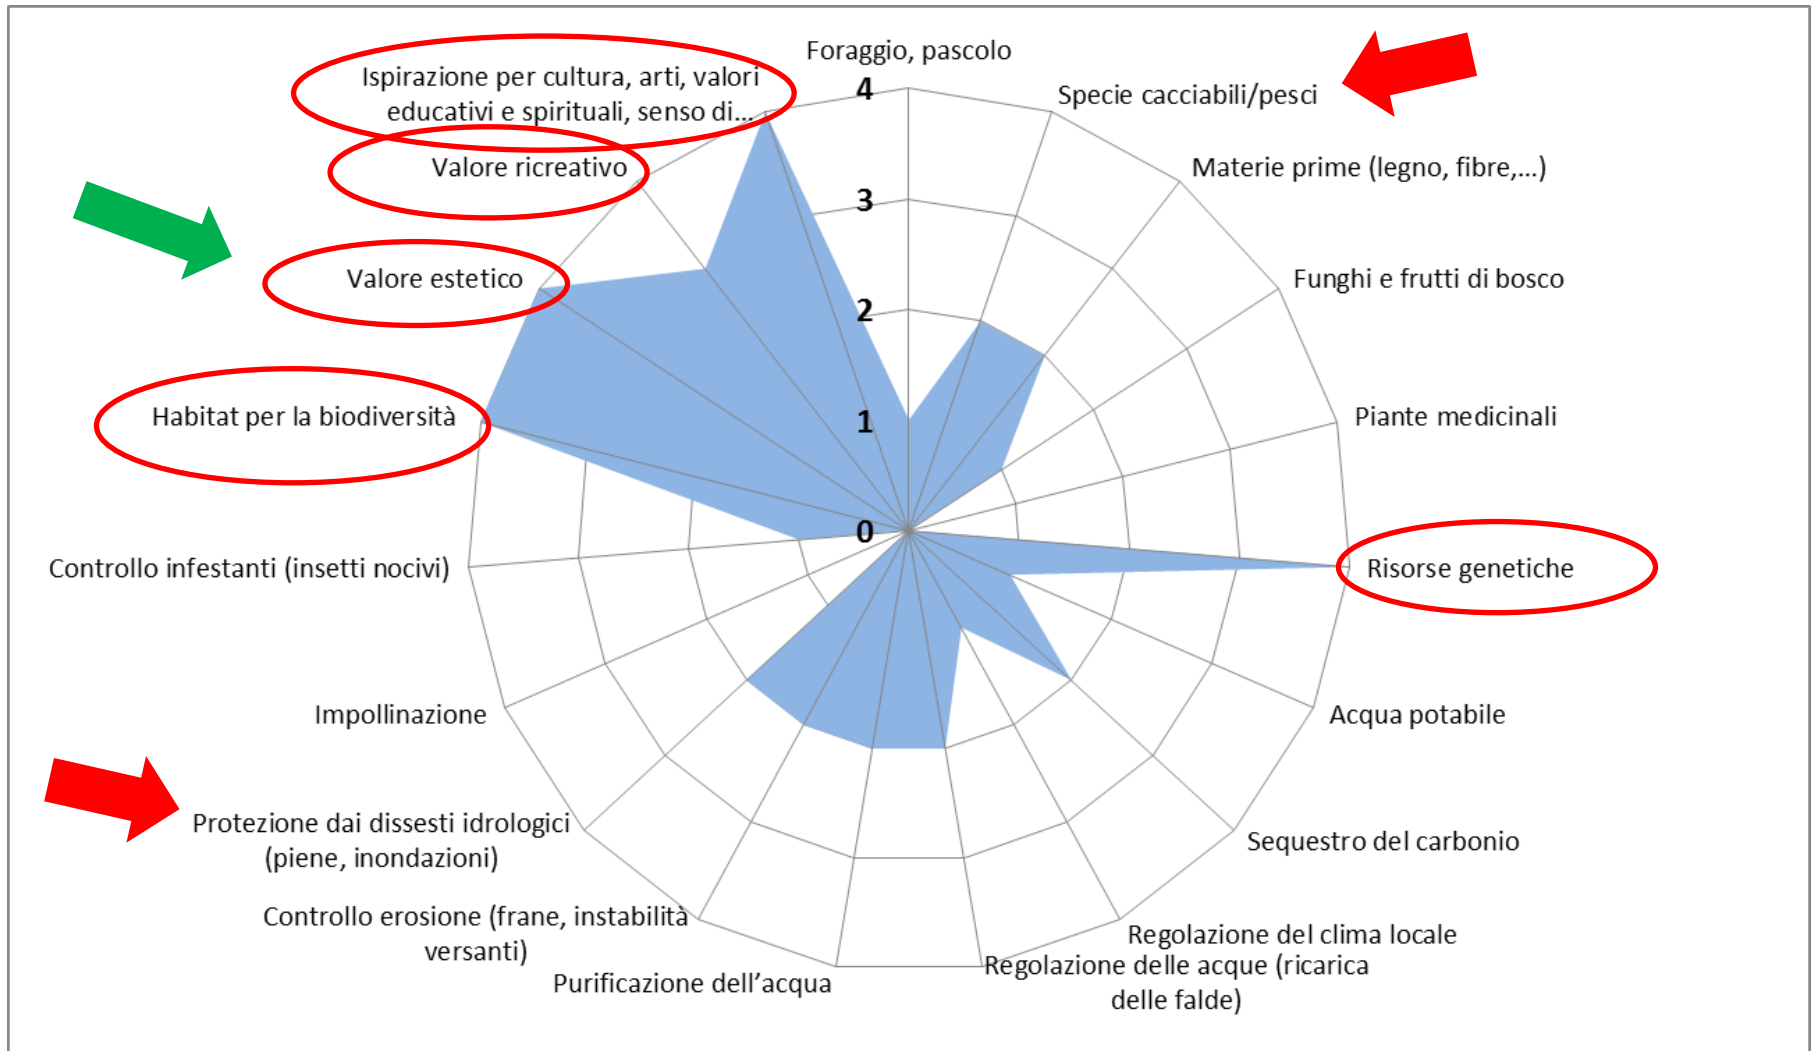 Foraggio, pascolo
Ispirazione per cultura, arti, valori
educativi e spirituali, senso di...
4
Specie cacciabili/pesci
Valore ricreativo
Materie prime (legno, fibre,...)
3
Valore estetico
Funghi e frutti di bosco
2
Habitat per la biodiversità
1
Piante medicinali
0
Controllo infestanti (insetti nocivi)
Risorse genetiche
Impollinazione
Acqua potabile
Protezione dai dissesti idrologici
(piene, inondazioni)
Sequestro del carbonio
Controllo erosione (frane, instabilità
versanti)
Regolazione del clima locale
Purificazione dell’acqua
Regolazione delle acque (ricarica
delle falde)